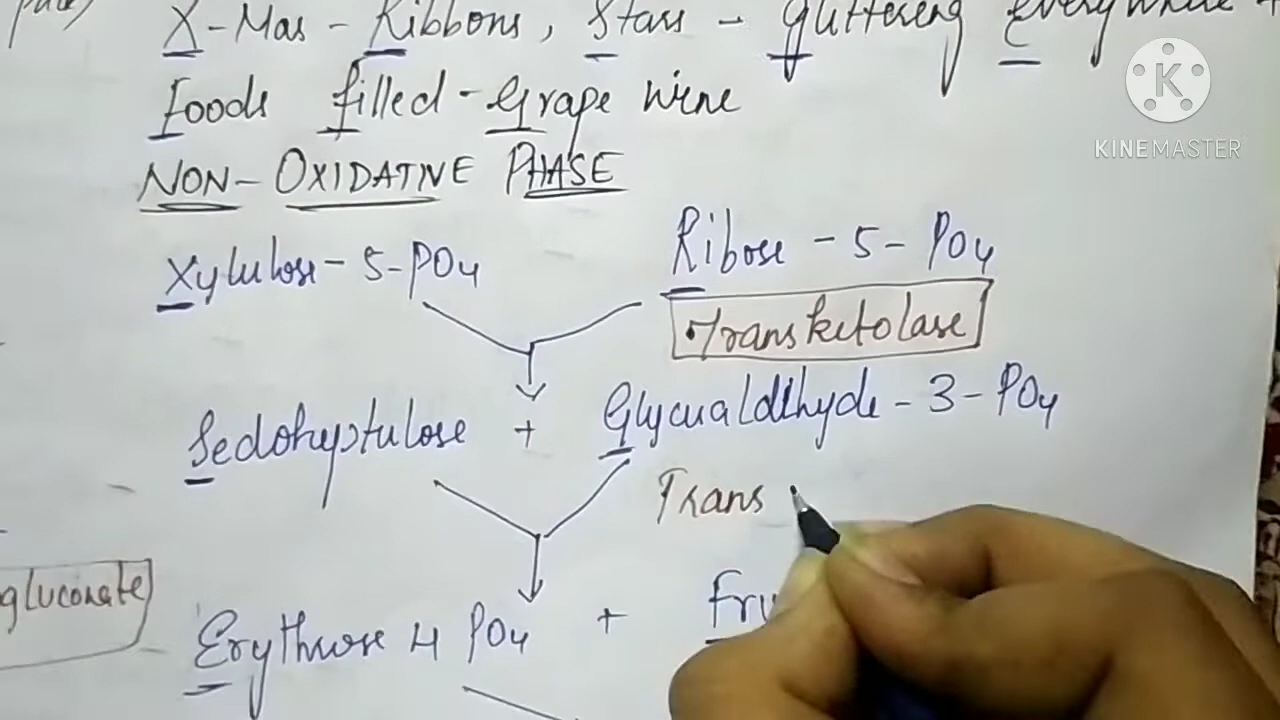 X-Mas - Ribbons, Stars - Glittering Everywhere +
Foods filled - Grape wine
NON-OXIDATIVE PHASE
Xylulose - 5 - PO4
Ribose - 5 - PO4
Transketolase
Sedoheptulose + Glyceraldehyde - 3 - PO4
Trans
gluconate
Erythrose 4 PO4 + Fru
KINEMASTER